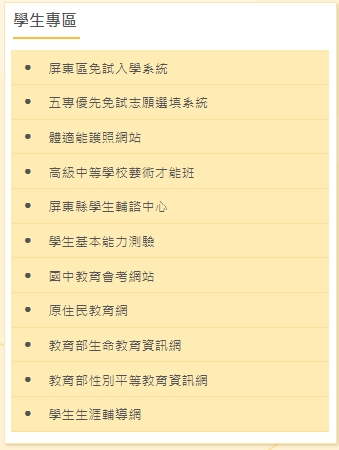 學生專區
屏東區免試入學系統
五專優先免試志願選填系統
體適能護照網站
高級中等學校藝術才能班
屏東縣學生輔諮中心
學生基本能力測驗
國中教育會考網站
原住民教育網
教育部生命教育資訊網
教育部性別平等教育資訊網
學生生涯輔導網